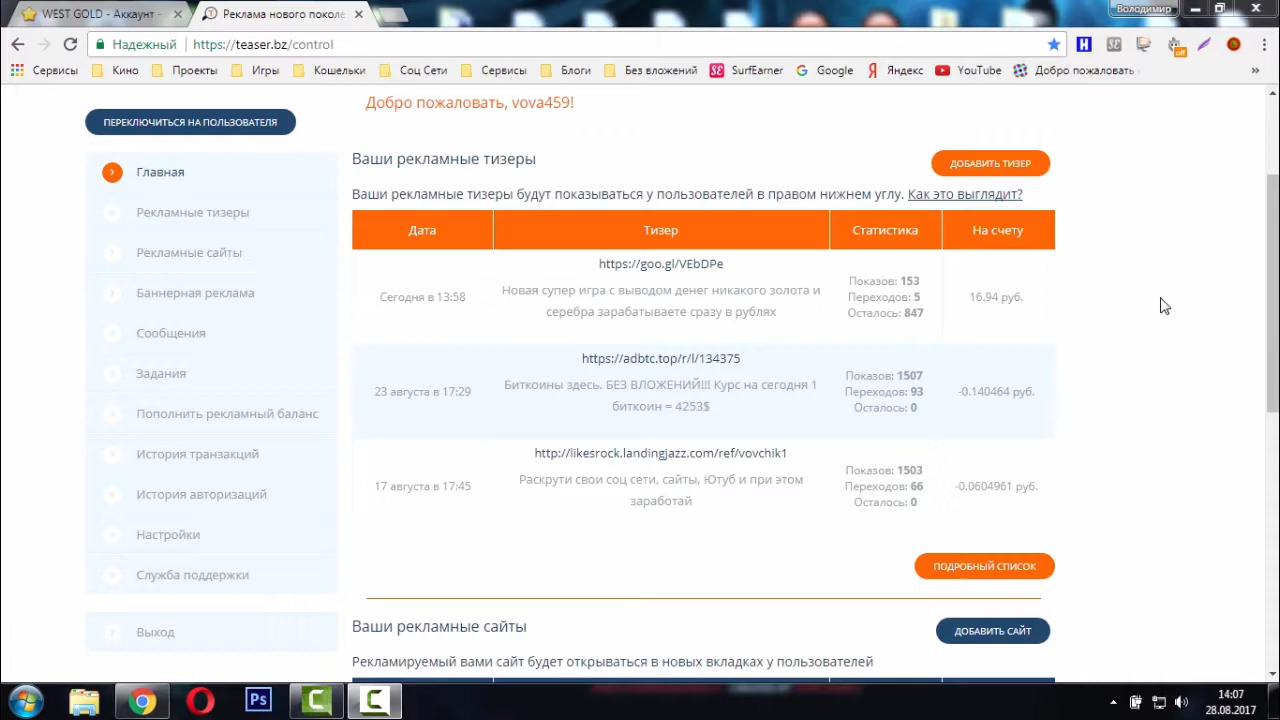 WEST GOLD - Аккаунт -
Реклама нового покол
Володимир
Надежный
https://teaser.bz/control
Сервисы
Кино
Проекты
Игры
Кошельки
Соц Сети
Сервисы
Блоги
Без вложений
SurfEarner
Google
Яндекс
YouTube
Добро пожаловать
Добро пожаловать, vova459!
ПЕРЕКЛЮЧИТЬСЯ НА ПОЛЬЗОВАТЕЛЯ
Главная
Рекламные тизеры
Рекламные сайты
Баннерная реклама
Сообщения
Задания
Пополнить рекламный баланс
История транзакций
История авторизаций
Настройки
Служба поддержки
Выход
Ваши рекламные тизеры
ДОБАВИТЬ ТИЗЕР
Ваши рекламные тизеры будут показываться у пользователей в правом нижнем углу. Как это выглядит?
Дата
Тизер
Статистика
На счету
Сегодня в 13:58
https://goo.gl/VEbDPe
Новая супер игра с выводом денег никакого золота и
серебра зарабатываете сразу в рублях
Показов: 153
Переходов: 5
Осталось: 847
16.94 руб.
23 августа в 17:29
https://adbtc.top/r/l/134375
Биткоины здесь. БЕЗ ВЛОЖЕНИЙ!!! Курс на сегодня 1
биткоин = 4253$
Показов: 1507
Переходов: 93
Осталось: 0
-0.140464 руб.
17 августа в 17:45
http://likesrock.landingjazz.com/ref/vovchik1
Раскрути свои соц сети, сайты, Ютуб и при этом
заработай
Показов: 1503
Переходов: 66
Осталось: 0
-0.0604961 руб.
ПОДРОБНЫЙ СПИСОК
Ваши рекламные сайты
ДОБАВИТЬ САЙТ
Рекламируемый вами сайт будет открываться в новых вкладках у пользователей
Ps
14:07
28.08.2017